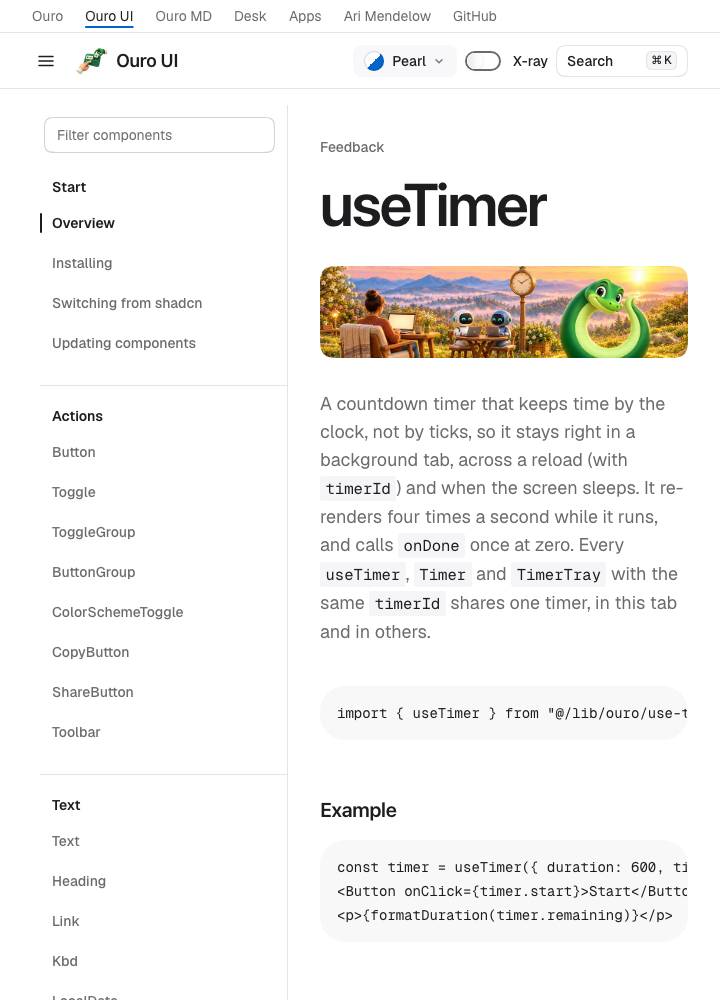 Ouro
Ouro UI
Ouro MD
Desk
Apps
Ari Mendelow
GitHub
Ouro UI
Pearl
X-ray
Search
⌘ K
Filter components
Start
Overview
Installing
Switching from shadcn
Updating components
Actions
Button
Toggle
ToggleGroup
ButtonGroup
ColorSchemeToggle
CopyButton
ShareButton
Toolbar
Text
Text
Heading
Link
Kbd
Feedback
useTimer
A countdown timer that keeps time by the
clock, not by ticks, so it stays right in a
background tab, across a reload (with
timerId) and when the screen sleeps. It re-
renders four times a second while it runs,
and calls onDone once at zero. Every
useTimer, Timer and TimerTray with the
same timerId shares one timer, in this tab
and in others.
import { useTimer } from "@/lib/ouro/use-t
Example
const timer = useTimer({ duration: 600, ti
<Button onClick={timer.start}>Start</Butto
<p>{formatDuration(timer.remaining)}</p>